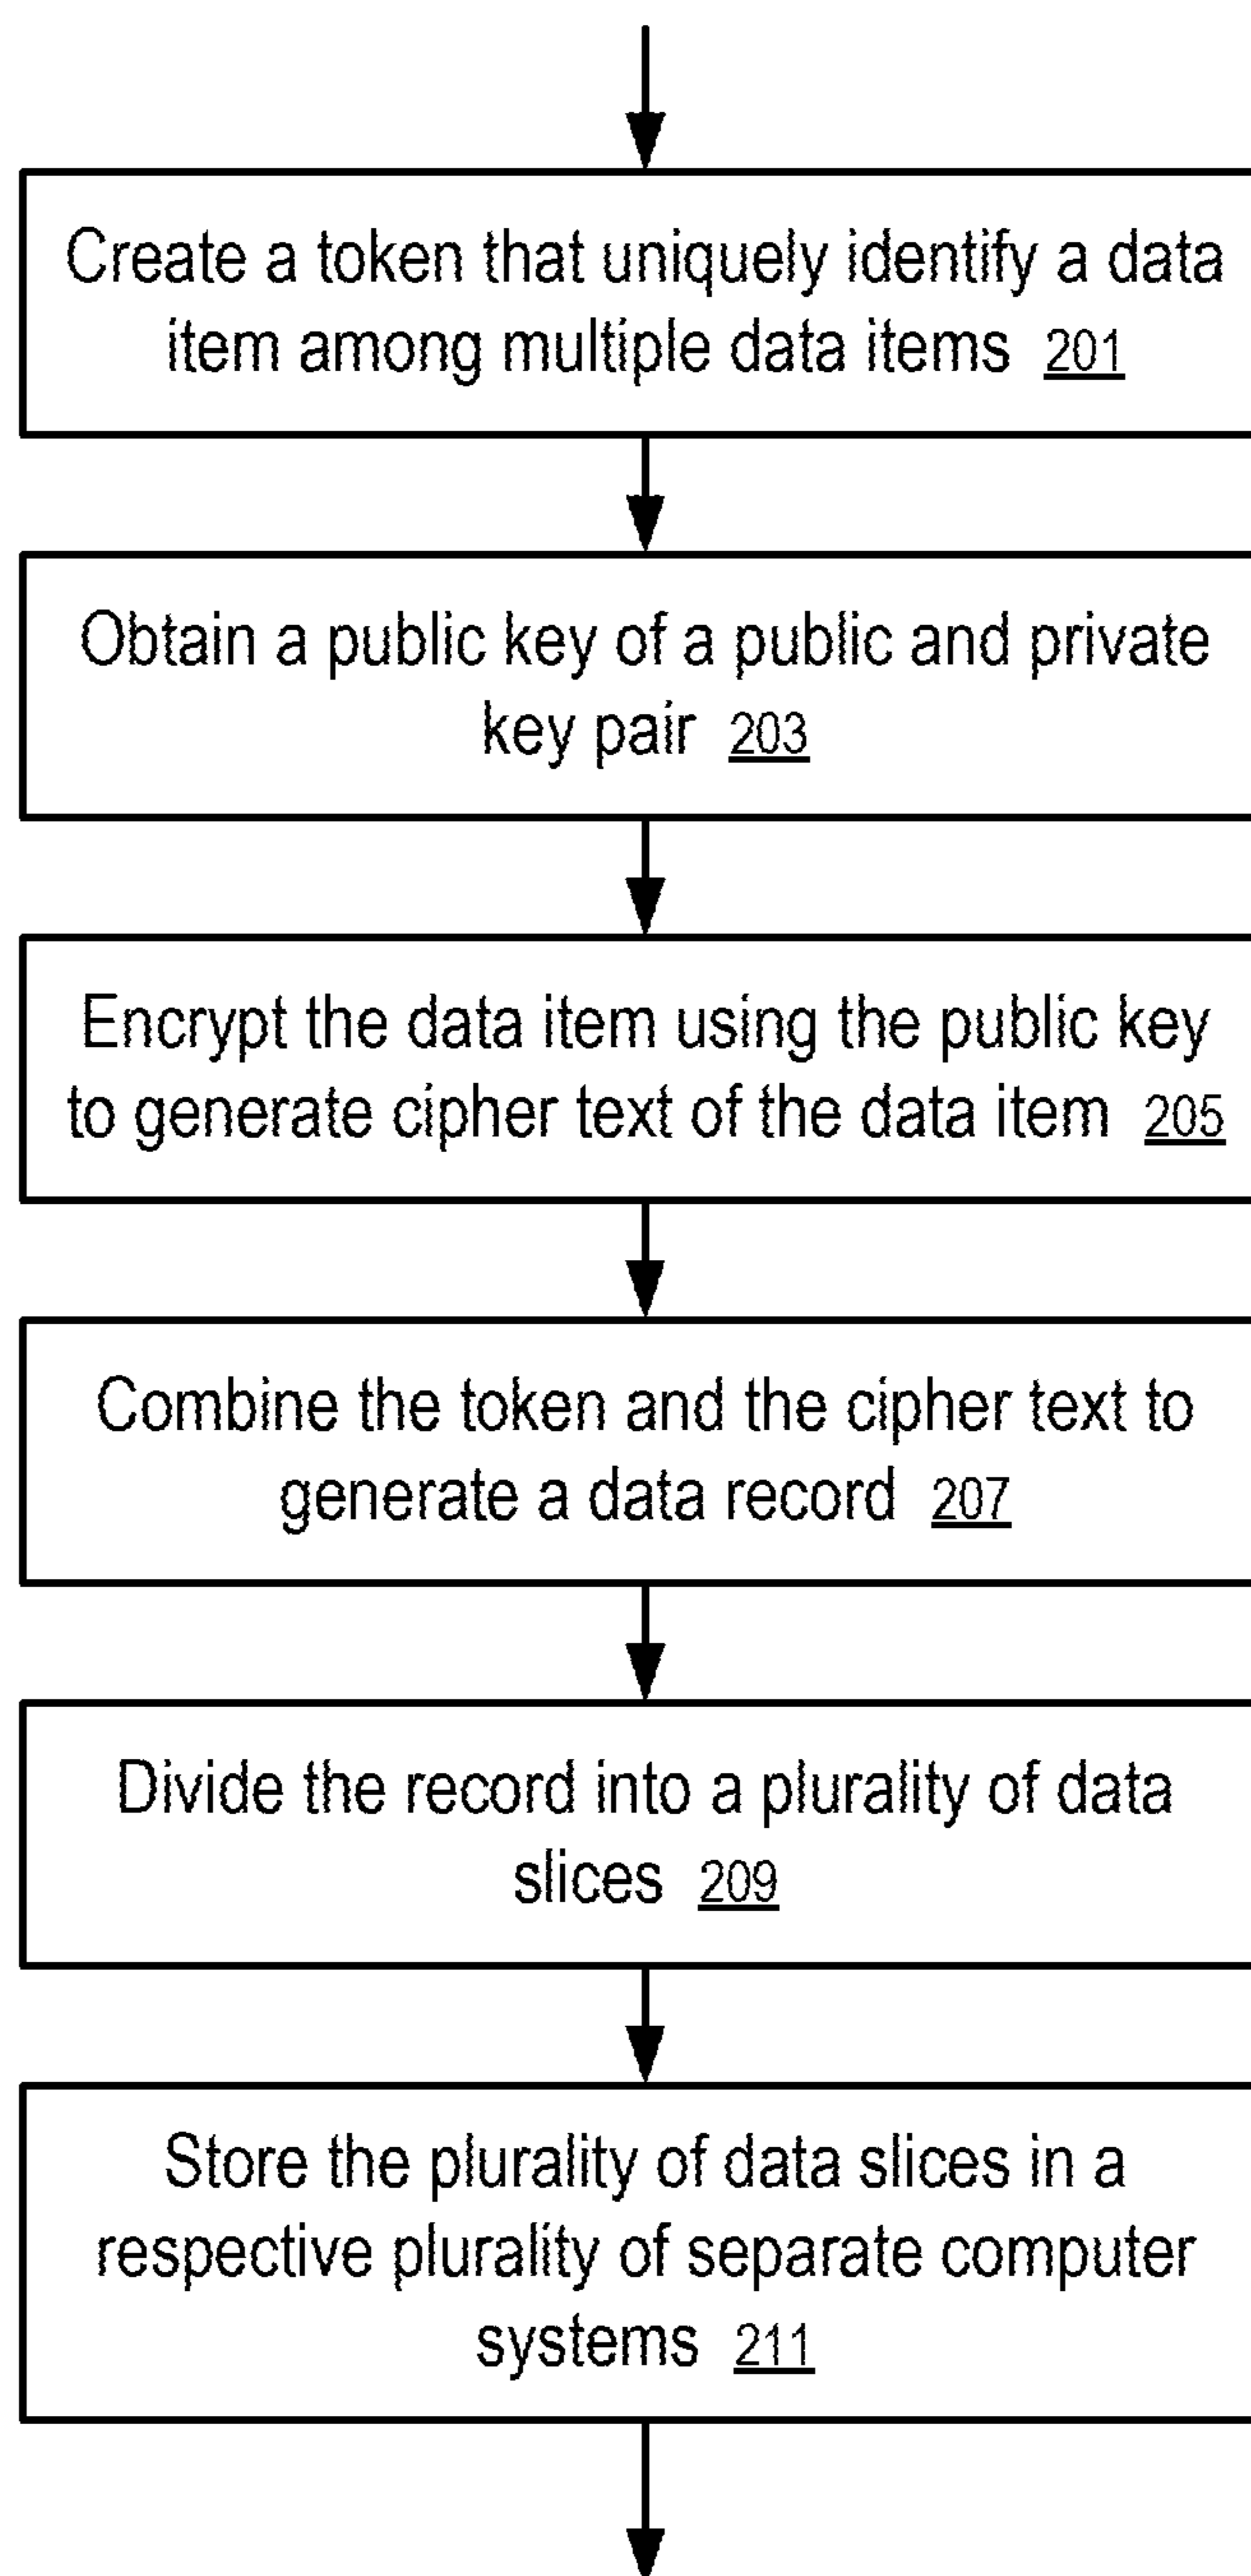 Create a token that uniquely identify a data
item among multiple data items 201
Obtain a public key of a public and private
key pair 203
Encrypt the data item using the public key
to generate cipher text of the data item 205
Combine the token and the cipher text to
generate a data record 207
Divide the record into a plurality of data
slices 209
Store the plurality of data slices in a
respective plurality of separate computer
systems 211